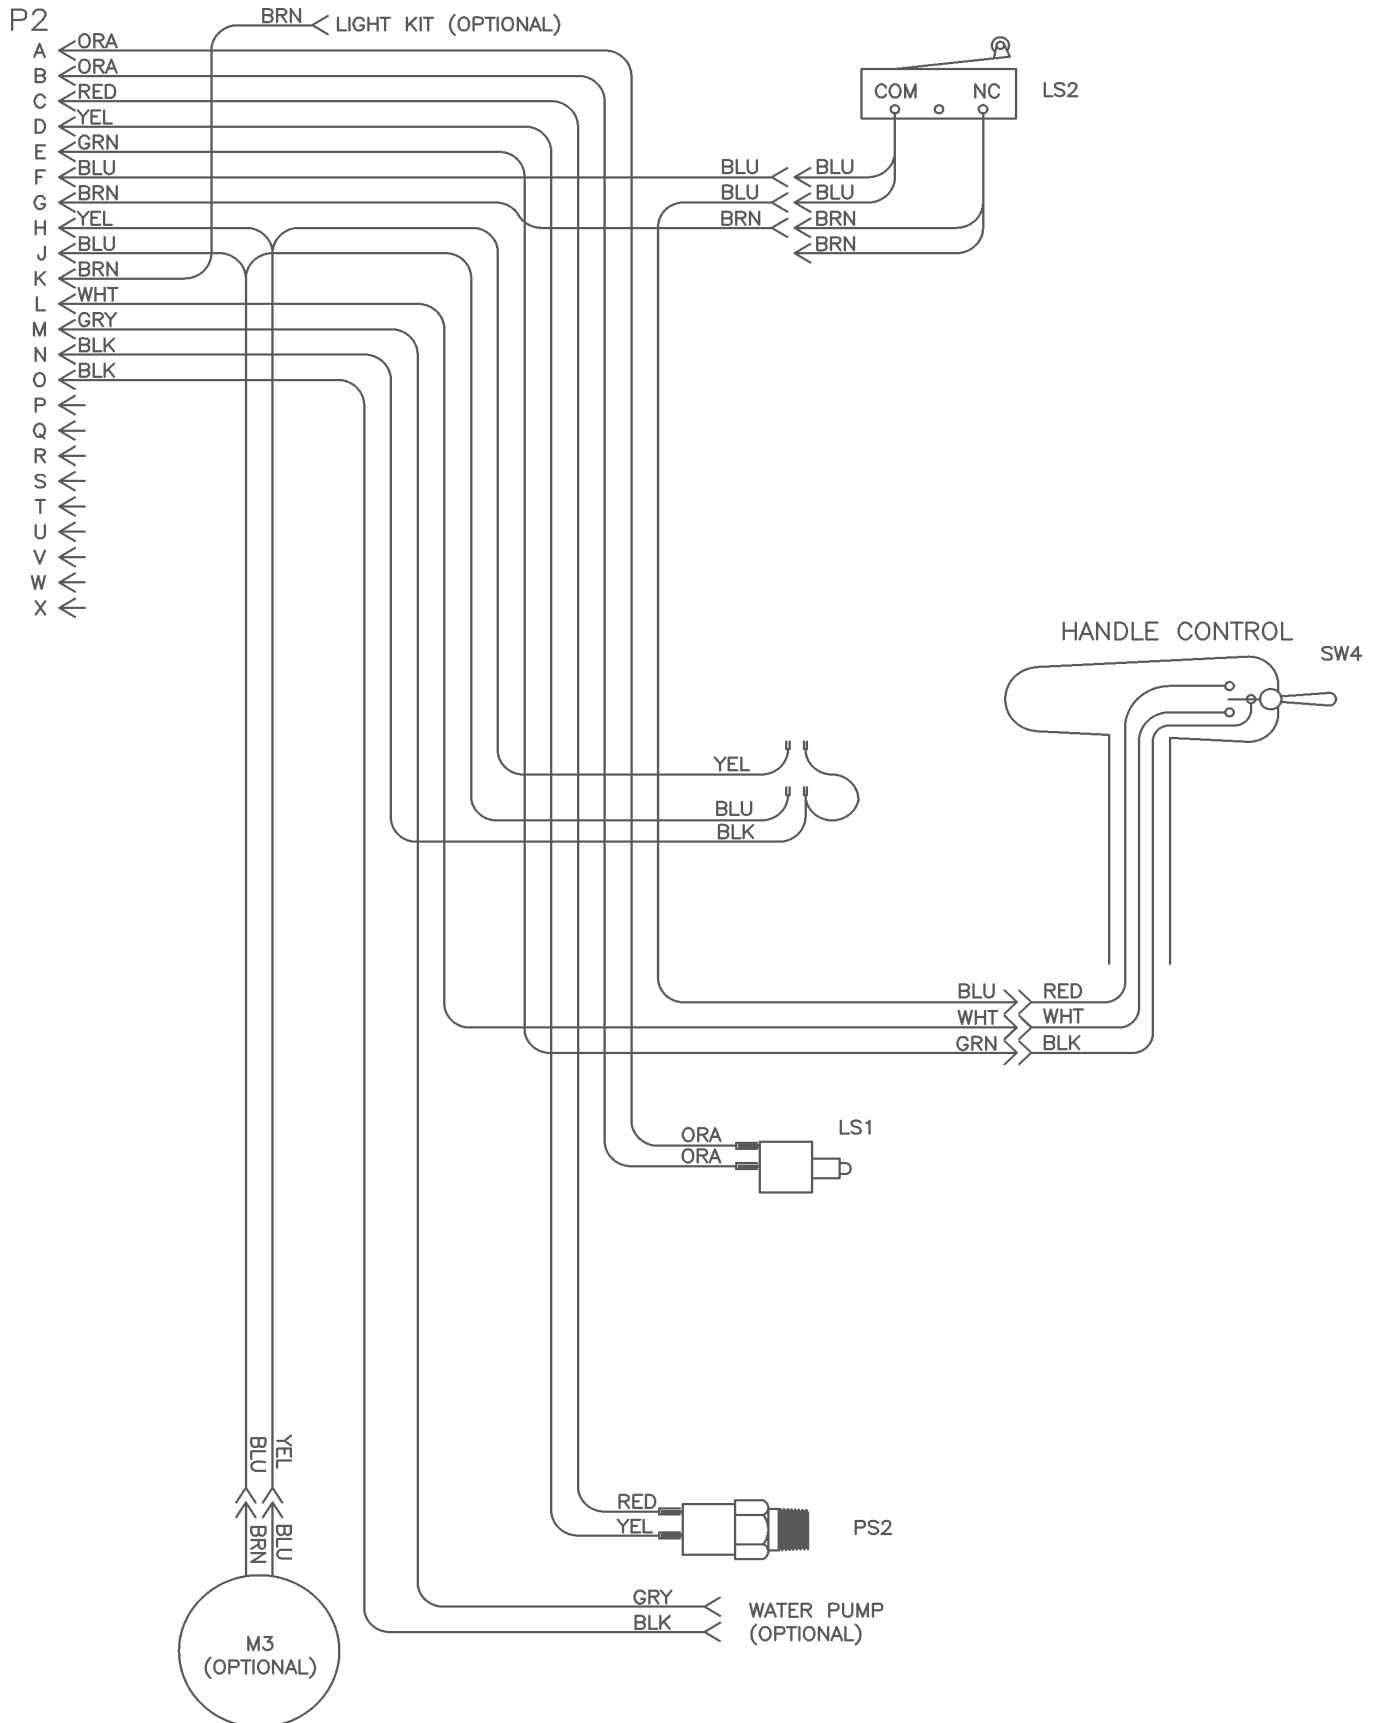 P2
BRN
LIGHT KIT (OPTIONAL)
A ORA
B ORA
C RED
D YEL
E GRN
F BLU
G BRN
H YEL
J BLU
K BRN
L WHT
M GRY
N BLK
O BLK
P
Q
R
S
T
U
V
W
X
COM NC
LS2
BLU BLU
BLU BLU
BRN BRN
BRN
HANDLE CONTROL
SW4
YEL
BLU
BLK
BLU RED
WHT WHT
GRN BLK
LS1
ORA
ORA
BLU YEL
BRN BLU
RED
YEL
PS2
GRY
BLK
WATER PUMP
(OPTIONAL)
M3
(OPTIONAL)